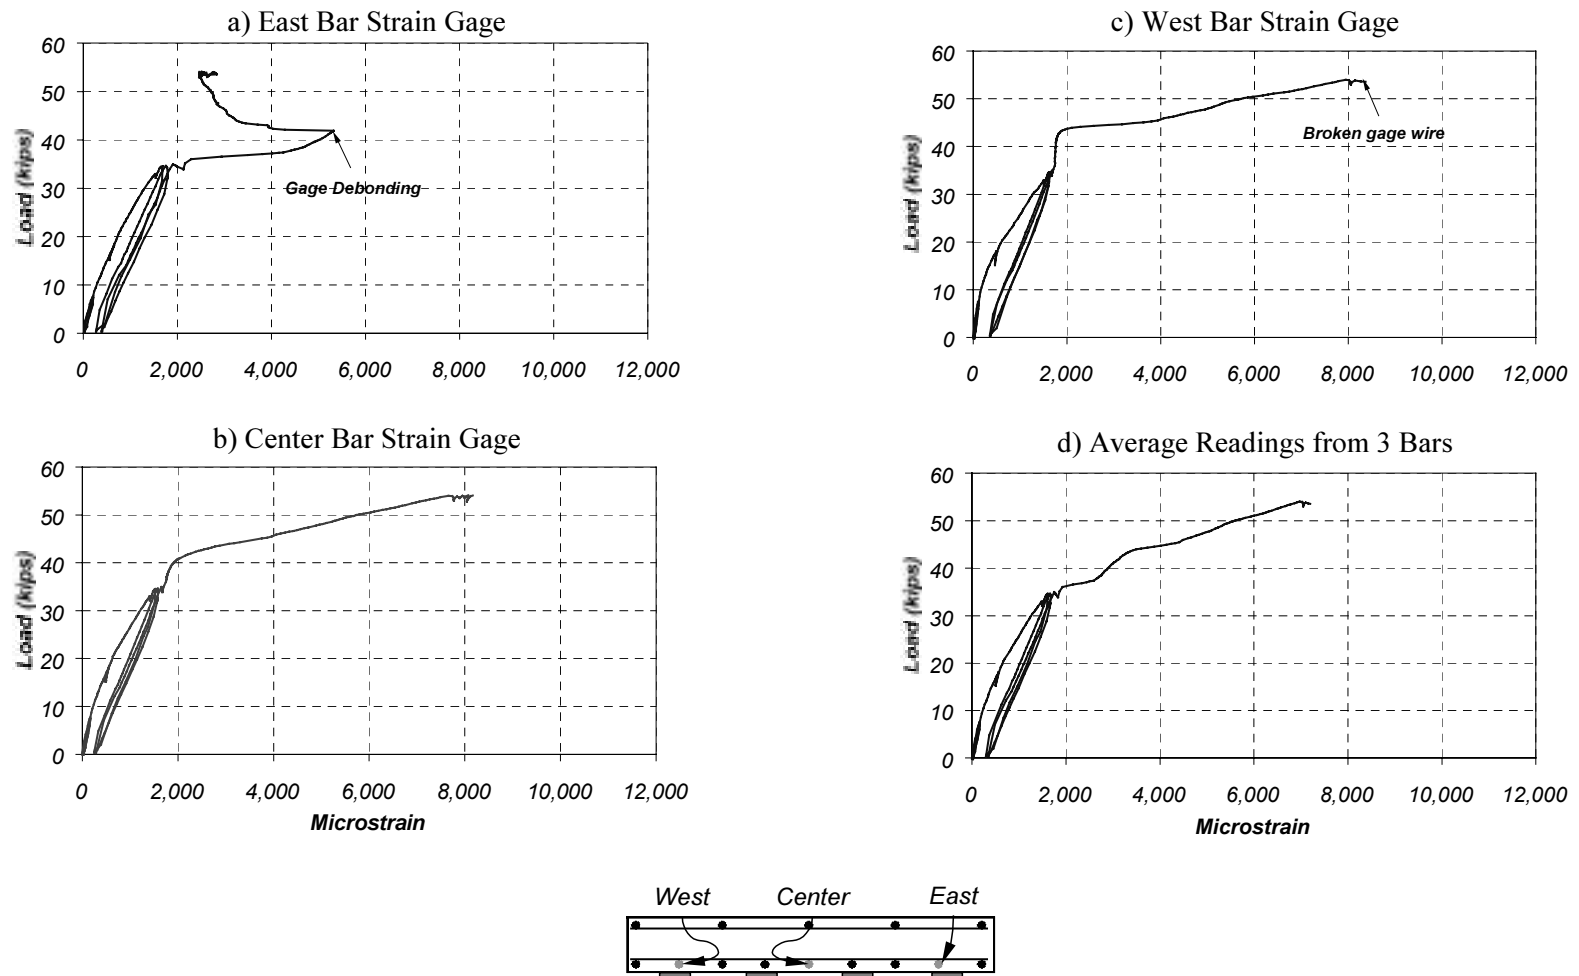 a) East Bar Strain Gage
60
50
40
30
20
10
0
Load (kips)
Gage Debonding
0 2,000 4,000 6,000 8,000 10,000 12,000
c) West Bar Strain Gage
60
50
40
30
20
10
0
Load (kips)
Broken gage wire
0 2,000 4,000 6,000 8,000 10,000 12,000
b) Center Bar Strain Gage
60
50
40
30
20
10
0
Load (kips)
0 2,000 4,000 6,000 8,000 10,000 12,000
Microstrain
d) Average Readings from 3 Bars
60
50
40
30
20
10
0
Load (kips)
0 2,000 4,000 6,000 8,000 10,000 12,000
Microstrain
West Center East